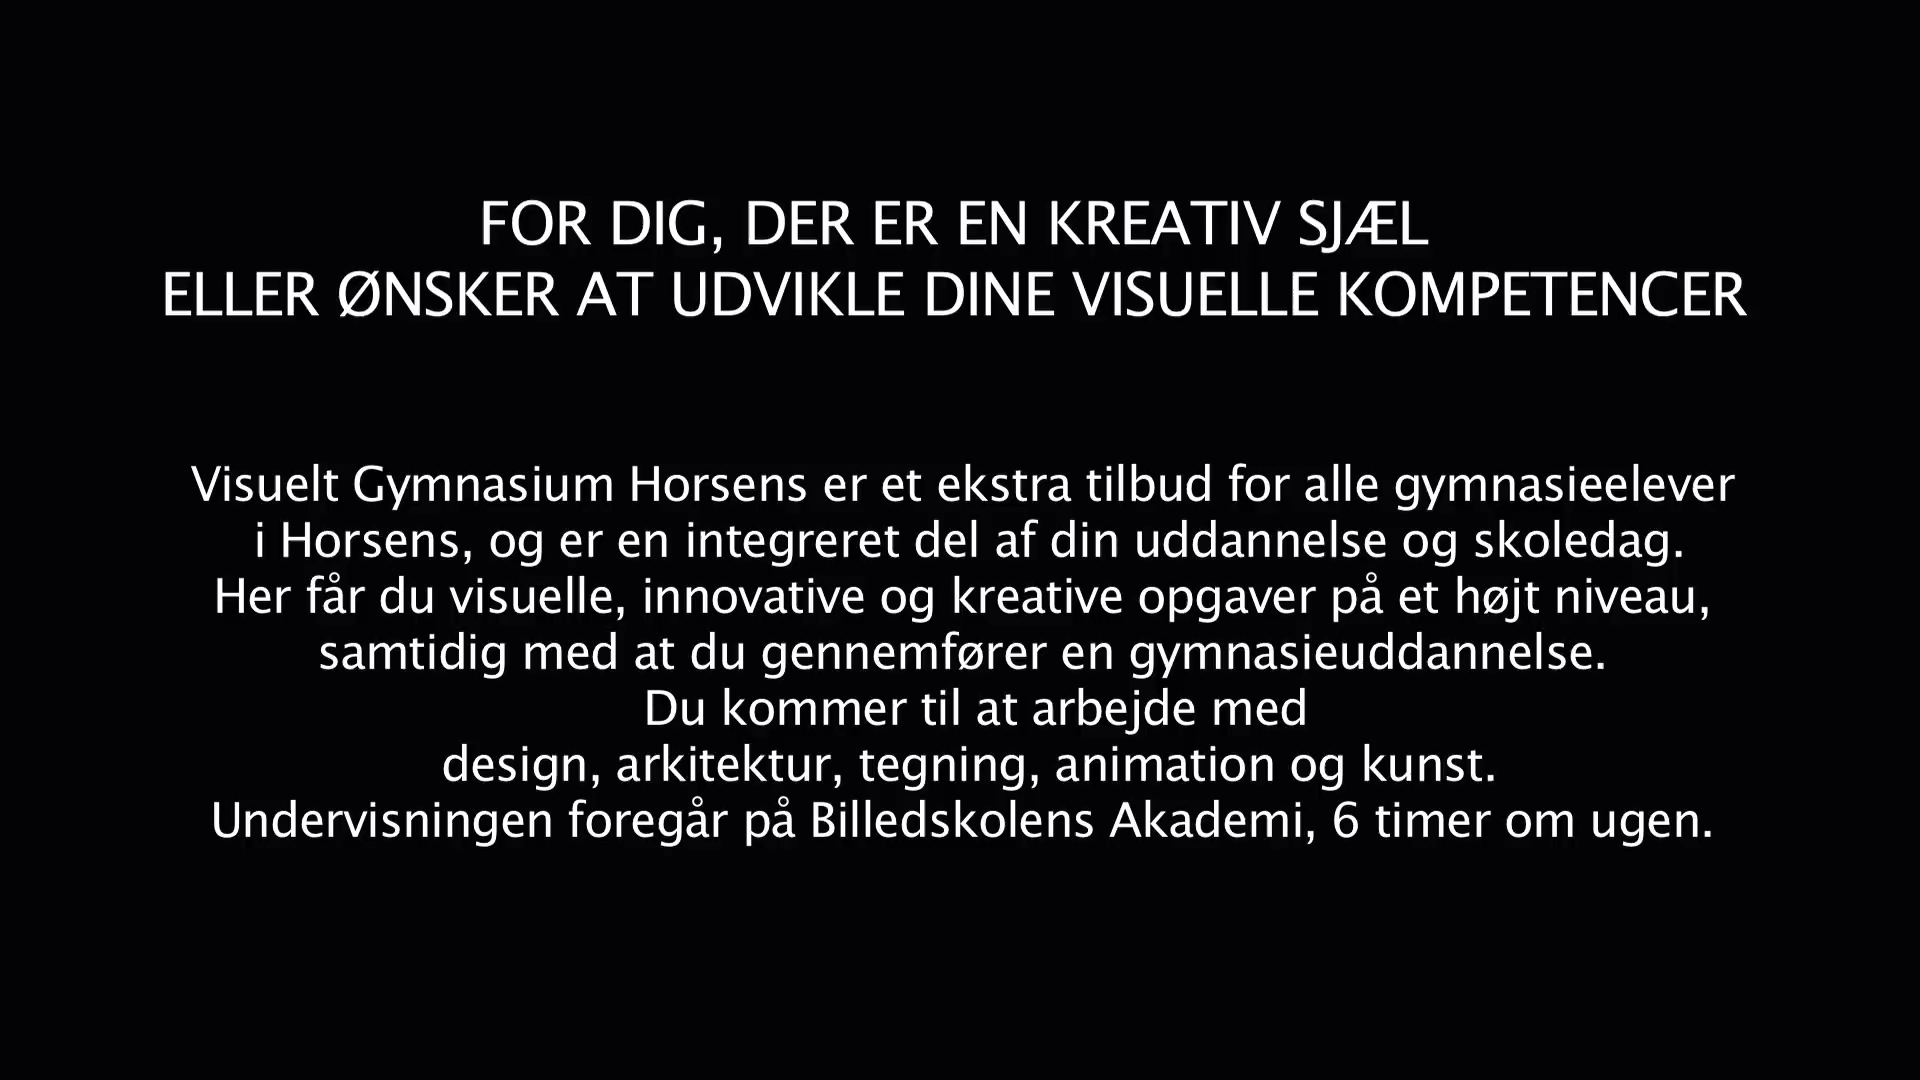 FOR DIG, DER ER EN KREATIV SJÆL
ELLER ØNSKER AT UDVIKLE DINE VISUELLE KOMPETENCER
Visuelt Gymnasium Horsens er et ekstra tilbud for alle gymnasieelever
i Horsens, og er en integreret del af din uddannelse og skoledag.
Her får du visuelle, innovative og kreative opgaver på et højt niveau,
samtidig med at du gennemfører en gymnasieuddannelse.
Du kommer til at arbejde med
design, arkitektur, tegning, animation og kunst.
Undervisningen foregår på Billedskolens Akademi, 6 timer om ugen.